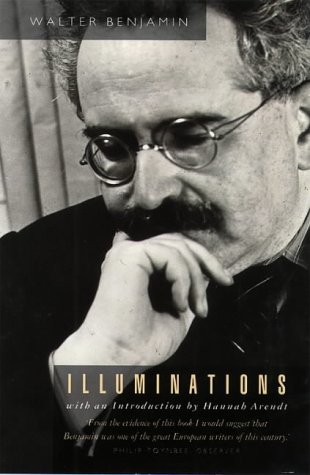 WALTER BENJAMIN
ILLUMINATIONS
with an Introduction by Hannah Arendt
'From the evidence of this book I would suggest that
Benjamin was one of the great European writers of this century.'
PHILIP TOYNBEE, OBSERVER